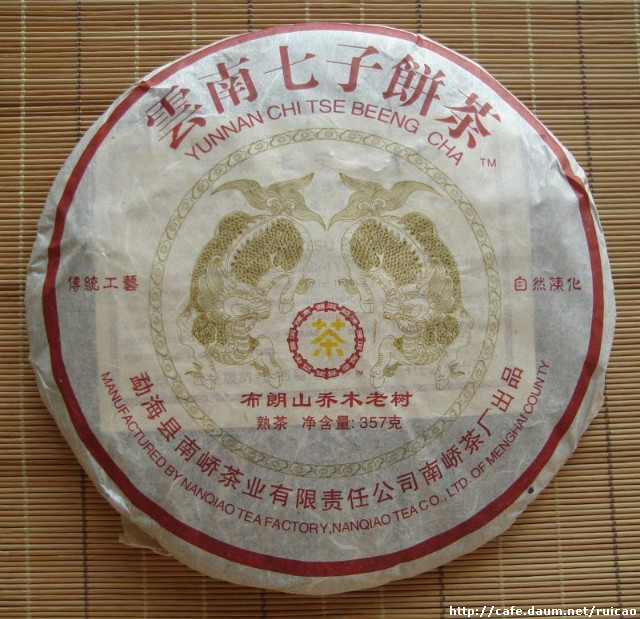 雲南七子餅茶
YUNNAN CHI TSE BEENG CHA TM
傳統工藝
自然陳化
茶
TM
布朗山乔木老树
熟茶 净含量:357克
勐海县南峤茶业有限责任公司南峤茶厂出品
MANUFACTURED BY NANQIAO TEA FACTORY,NANQIAO TEA CO., LTD. OF MENGHAI COUNTY
http://cafe.daum.net/ruicao